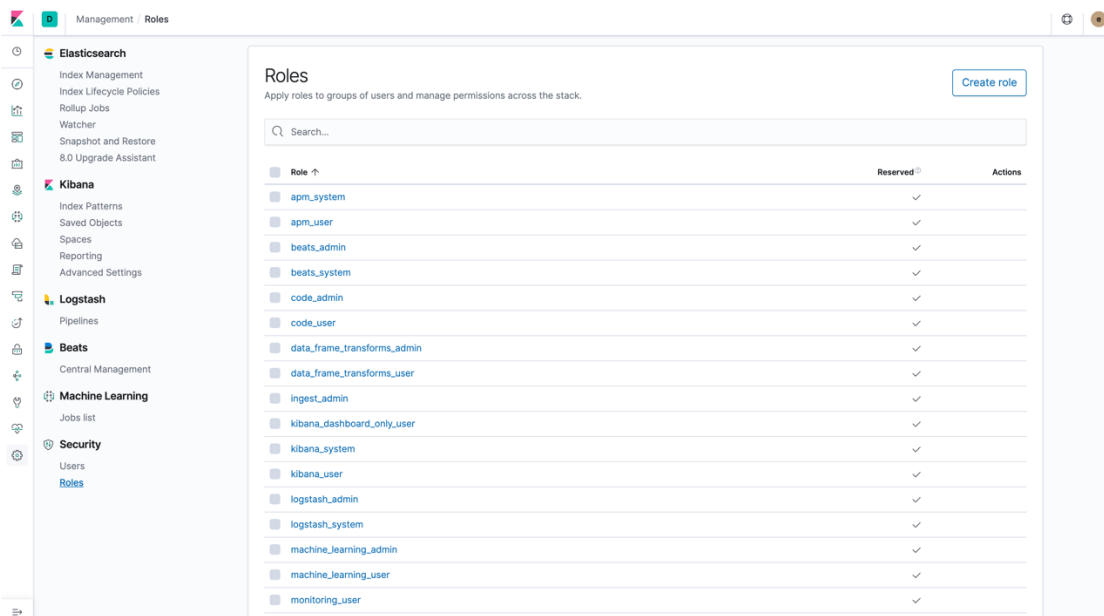 D Management / Roles e
Elasticsearch
Index Management
Index Lifecycle Policies
Rollup Jobs
Watcher
Snapshot and Restore
8.0 Upgrade Assistant
Kibana
Index Patterns
Saved Objects
Spaces
Reporting
Advanced Settings
Logstash
Pipelines
Beats
Central Management
Machine Learning
Jobs list
Security
Users
Roles
Roles
Create role
Apply roles to groups of users and manage permissions across the stack.
Search...
Role ↑ Reserved Actions
apm_system
apm_user
beats_admin
beats_system
code_admin
code_user
data_frame_transforms_admin
data_frame_transforms_user
ingest_admin
kibana_dashboard_only_user
kibana_system
kibana_user
logstash_admin
logstash_system
machine_learning_admin
machine_learning_user
monitoring_user